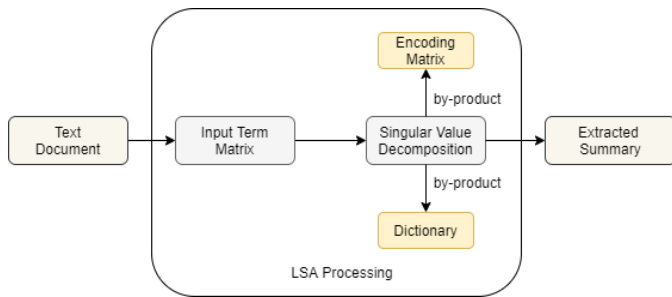 Encoding
Matrix
by-product
Text
Document
Input Term
Matrix
Singular Value
Decomposition
Extracted
Summary
by-product
Dictionary
LSA Processing